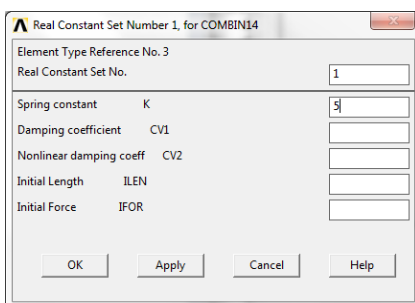 Real Constant Set Number 1, for COMBIN14
Element Type Reference No. 3
Real Constant Set No. 1
Spring constant K 5
Damping coefficient CV1
Nonlinear damping coeff CV2
Initial Length ILEN
Initial Force IFOR
OK Apply Cancel Help